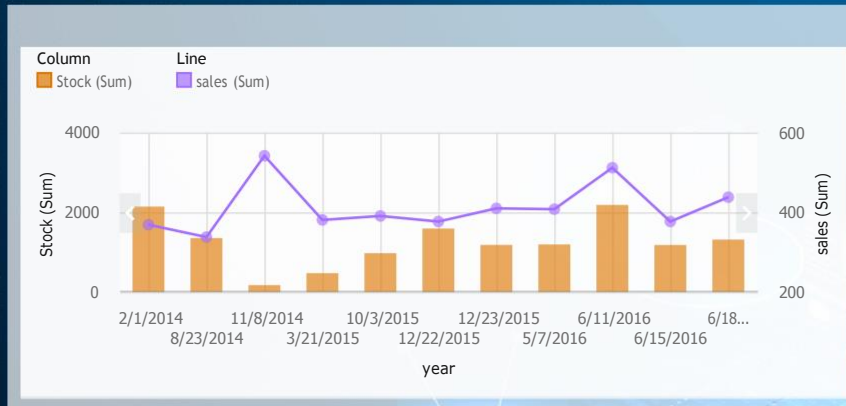 Column Line
Stock (Sum) sales (Sum)
4000 600
Stock (Sum) 2000 400 sales (Sum)
0 200
2/1/2014 11/8/2014 10/3/2015 12/23/2015 6/11/2016 6/18...
8/23/2014 3/21/2015 12/22/2015 5/7/2016 6/15/2016
year